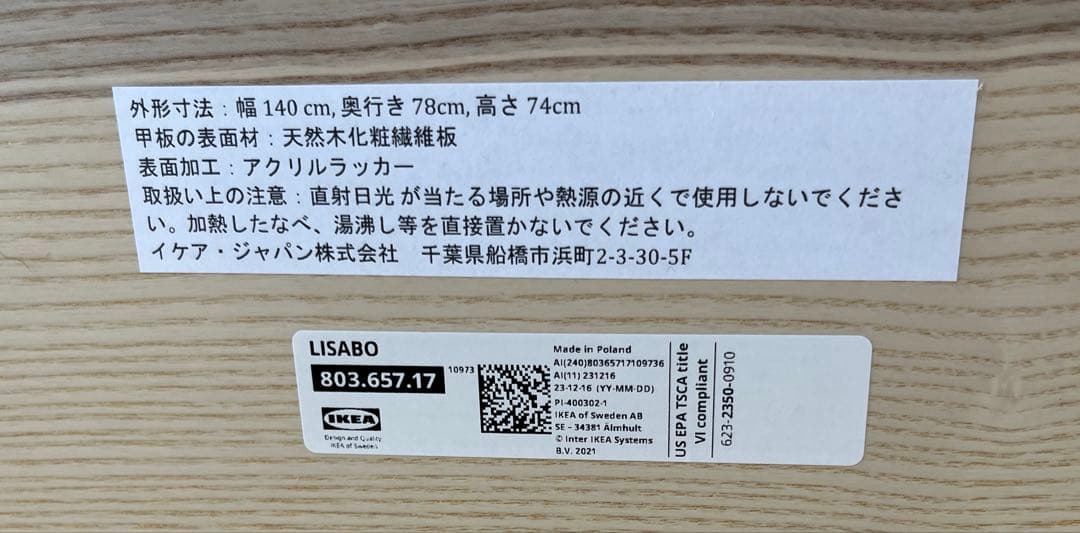 外形寸法：幅 140 cm, 奥行き 78cm, 高さ 74cm
甲板の表面材：天然木化粧繊維板
表面加工：アクリルラッカー
取扱い上の注意：直射日光 が当たる場所や熱源の近くで使用しないでくださ
い。加熱したなべ、湯沸し等を直接置かないでください。
イケア・ジャパン株式会社　千葉県船橋市浜町2-3-30-5F
LISABO
803.657.17
10973
IKEA
Design and Quality
IKEA of Sweden
Made in Poland
AI(240)80365717109736
AI(11) 231216
23-12-16 (YY-MM-DD)
PI-400302-1
IKEA of Sweden AB
SE – 34381 Älmhult
© Inter IKEA Systems
B.V. 2021
US EPA TSCA title
VI compliant
623-2350-0910